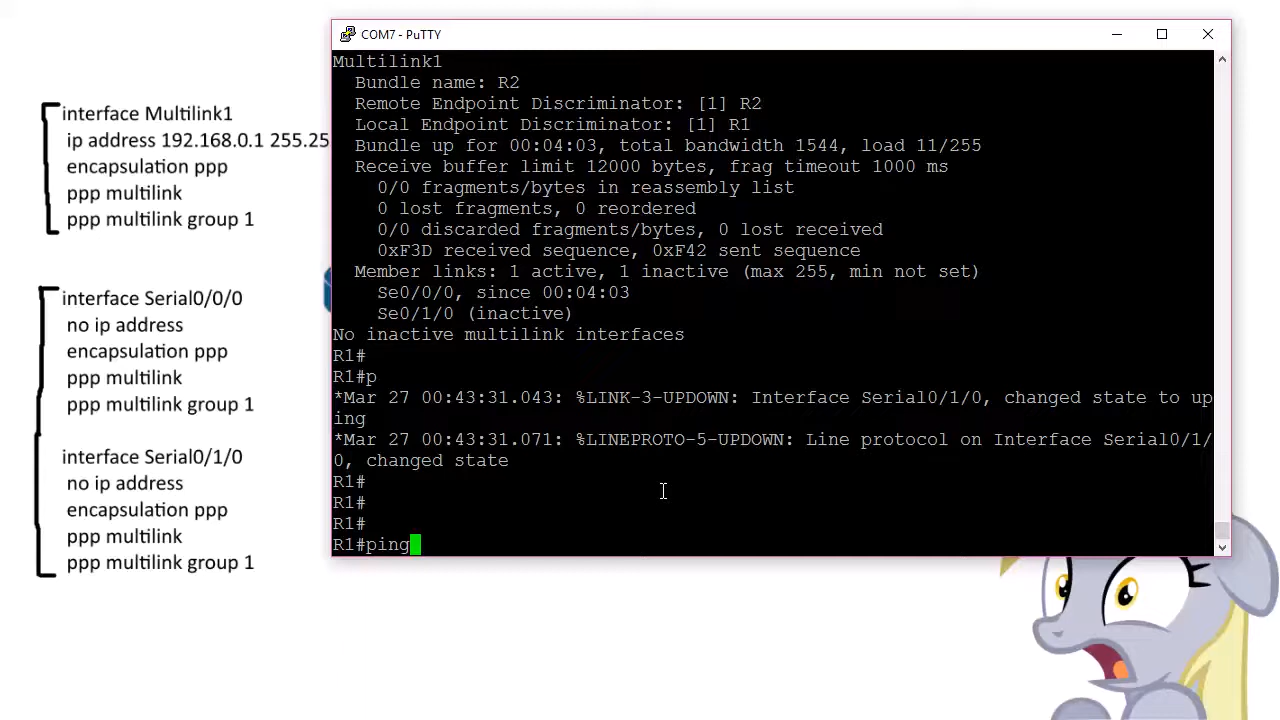 interface Multilink1
ip address 192.168.0.1 255.25
encapsulation ppp
ppp multilink
ppp multilink group 1
interface Serial0/0/0
no ip address
encapsulation ppp
ppp multilink
ppp multilink group 1
interface Serial0/1/0
no ip address
encapsulation ppp
ppp multilink
ppp multilink group 1
COM7 - PuTTY
Multilink1
Bundle name: R2
Remote Endpoint Discriminator: [1] R2
Local Endpoint Discriminator: [1] R1
Bundle up for 00:04:03, total bandwidth 1544, load 11/255
Receive buffer limit 12000 bytes, frag timeout 1000 ms
0/0 fragments/bytes in reassembly list
0 lost fragments, 0 reordered
0/0 discarded fragments/bytes, 0 lost received
0xF3D received sequence, 0xF42 sent sequence
Member links: 1 active, 1 inactive (max 255, min not set)
Se0/0/0, since 00:04:03
Se0/1/0 (inactive)
No inactive multilink interfaces
R1#
R1#p
*Mar 27 00:43:31.043: %LINK-3-UPDOWN: Interface Serial0/1/0, changed state to up
ing
*Mar 27 00:43:31.071: %LINEPROTO-5-UPDOWN: Line protocol on Interface Serial0/1/
0, changed state
R1#
R1#
R1#
R1#ping